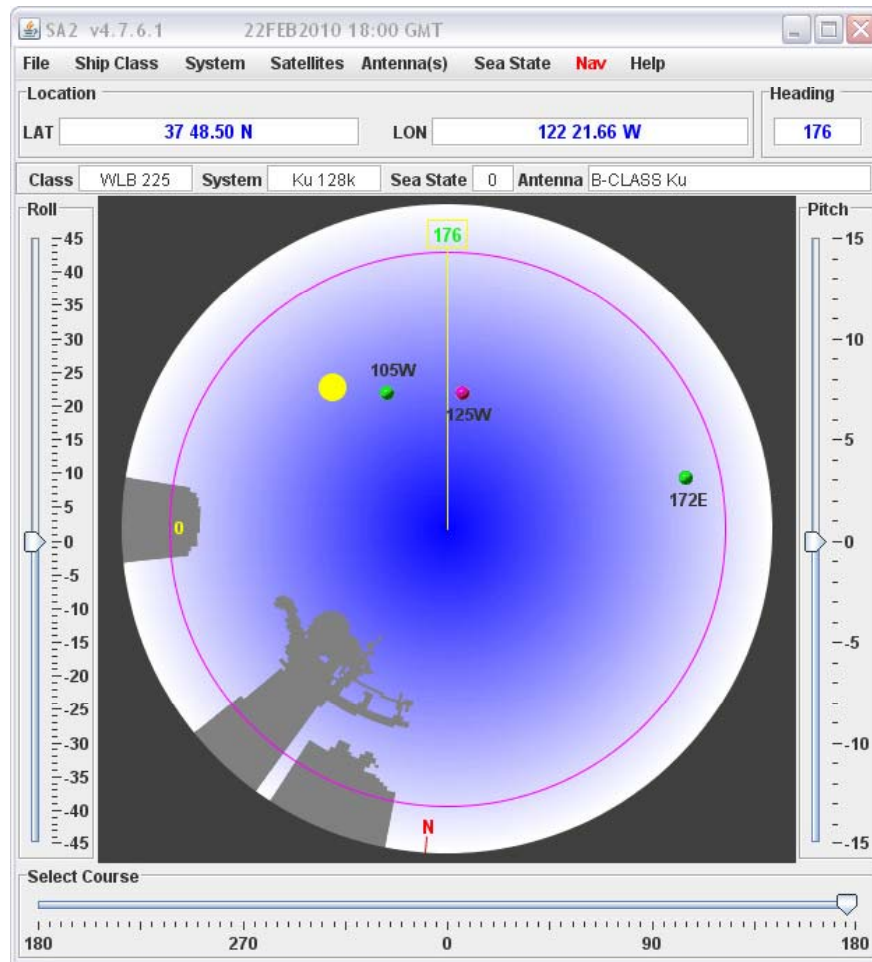 SA2 v4.7.6.1 22FEB2010 18:00 GMT
File Ship Class System Satellites Antenna(s) Sea State Nav Help
Location Heading
LAT 37 48.50 N LON 122 21.66 W 176
Class WLB 225 System Ku 128k Sea State 0 Antenna B-CLASS Ku
Roll Pitch
176
45 15
40
35
30 10
25
105W
20
125W
15 5
10
172E
5
0 0 0
-5
-10
-15 -5
-20
-25
-30 -10
-35
-40
N
-45 -15
Select Course
180 270 0 90 180